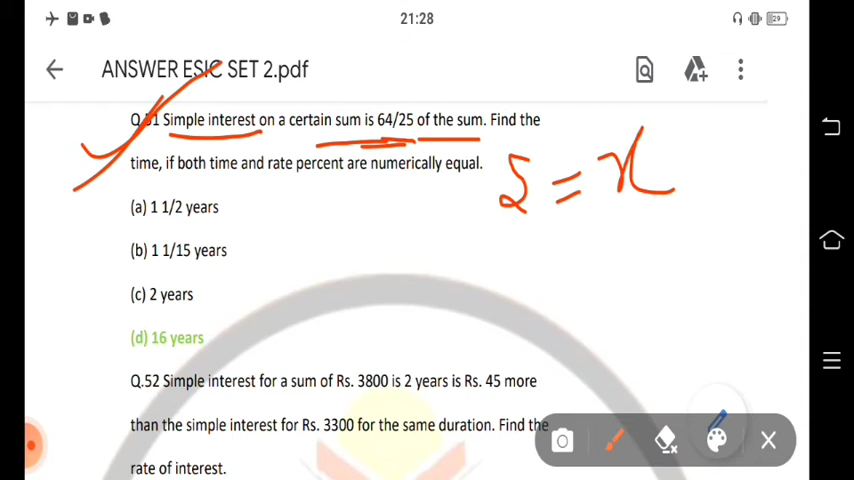 21:28
29
ANSWER ESIC SET 2.pdf
Q.51 Simple interest on a certain sum is 64/25 of the sum. Find the
time, if both time and rate percent are numerically equal.
S = x
(a) 1 1/2 years
(b) 1 1/15 years
(c) 2 years
(d) 16 years
Q.52 Simple interest for a sum of Rs. 3800 is 2 years is Rs. 45 more
than the simple interest for Rs. 3300 for the same duration. Find the
rate of interest.